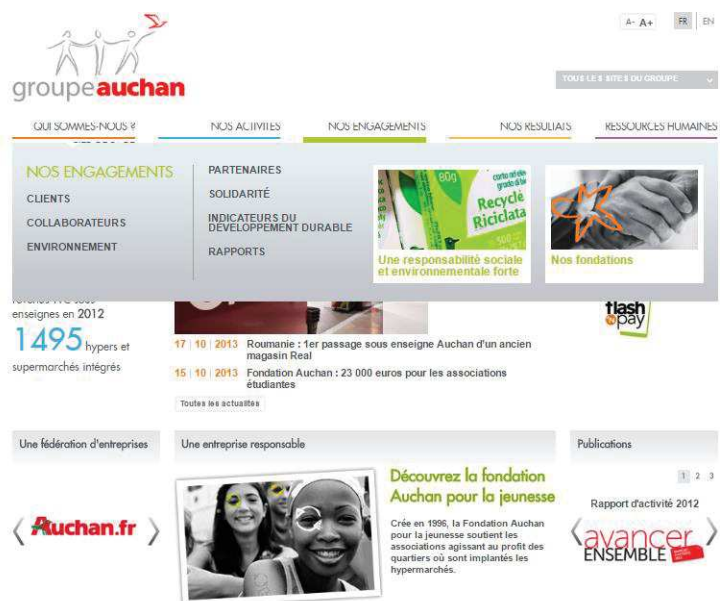 A- A+
FR EN
groupeauchan
TOUS LES SITES DU GROUPE
QUI SOMMES-NOUS ?
NOS ACTIVITES
NOS ENGAGEMENTS
NOS RESULTATS
RESSOURCES HUMAINES
NOS ENGAGEMENTS
CLIENTS
COLLABORATEURS
ENVIRONNEMENT
PARTENAIRES
SOLIDARITÉ
INDICATEURS DU
DÉVELOPPEMENT DURABLE
RAPPORTS
80g
Recyclé
Riciclata
500
Une responsabilité sociale
et environnementale forte
Nos fondations
enseignes en 2012
1495 hypers et
supermarchés intégrés
flash
pay
17 | 10 | 2013 Roumanie : 1er passage sous enseigne Auchan d'un ancien
magasin Real
15 | 10 | 2013 Fondation Auchan : 23 000 euros pour les associations
étudiantes
Toutes les actualités
Une fédération d'entreprises
Une entreprise responsable
Publications
1 2 3
Auchan.fr
Découvrez la fondation
Auchan pour la jeunesse
Crée en 1996, la Fondation Auchan
pour la jeunesse soutient les
associations agissant au profit des
quartiers où sont implantés les
hypermarchés.
Rapport d'activité 2012
avancer
ENSEMBLE